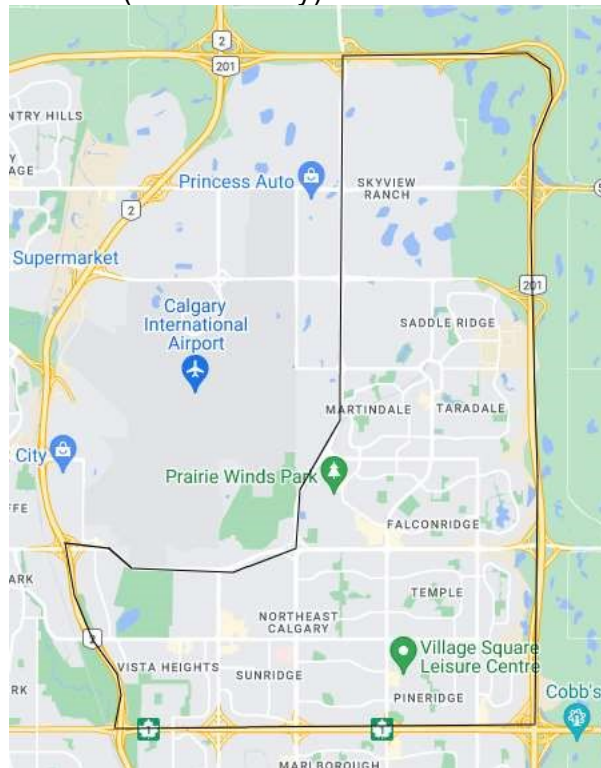 2
201
NTRY HILLS
Princess Auto
SKYVIEW
RANCH
AGE
2
Supermarket
201
Calgary
International
Airport
SADDLE RIDGE
MARTINDALE
TARADALE
City
Prairie Winds Park
FFE
FALCONRIDGE
ARK
TEMPLE
NORTHEAST
CALGARY
2
Village Square
Leisure Centre
VISTA HEIGHTS
SUNRIDGE
RK
PINERIDGE
Cobb's
1
1
MARLBOROUGH